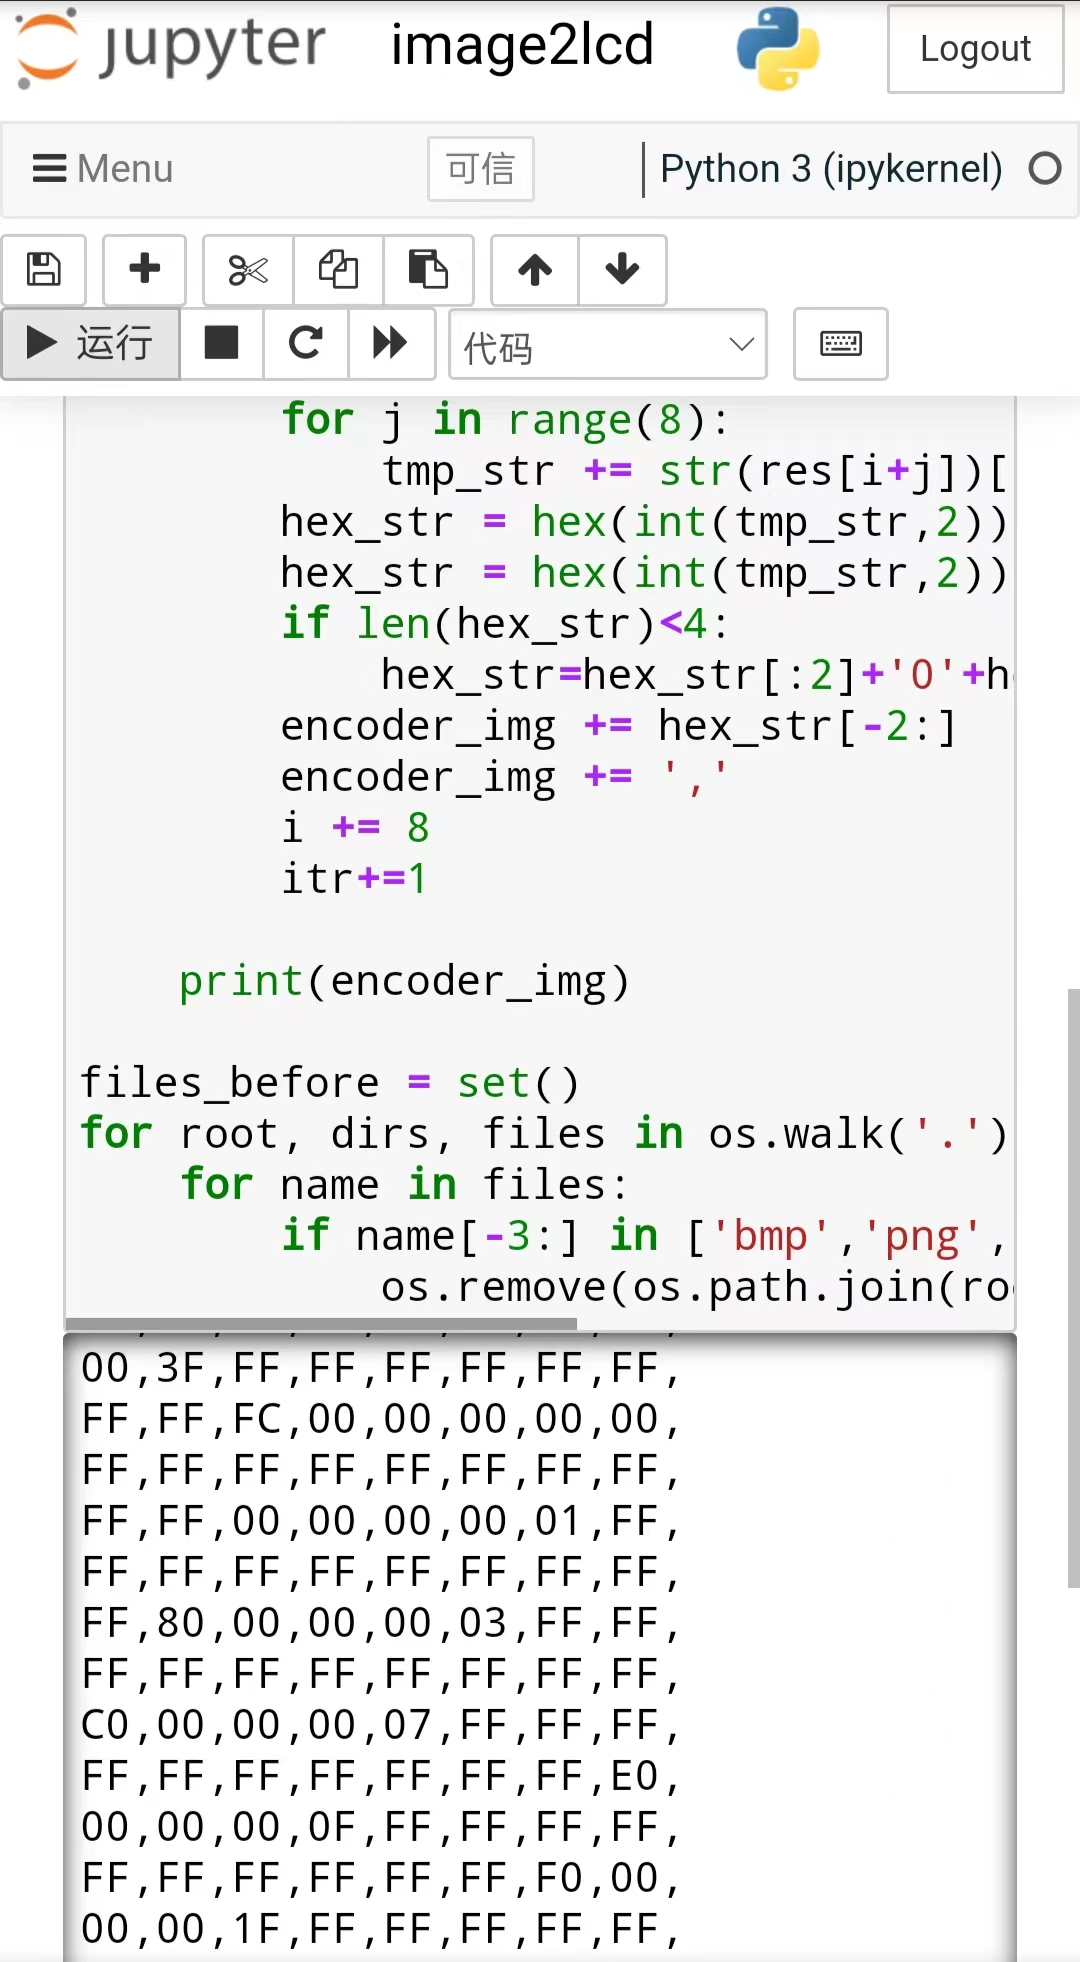 jupyter image2lcd Logout
Menu 可信 Python 3 (ipykernel)
运行 代码
for j in range(8):
tmp_str += str(res[i+j])[
hex_str = hex(int(tmp_str,2))
hex_str = hex(int(tmp_str,2))
if len(hex_str)<4:
hex_str=hex_str[:2]+'0'+h
encoder_img += hex_str[-2:]
encoder_img += ','
i += 8
itr+=1
print(encoder_img)
files_before = set()
for root, dirs, files in os.walk('.')
for name in files:
if name[-3:] in ['bmp','png',
os.remove(os.path.join(ro
00,3F,FF,FF,FF,FF,FF,FF,
FF,FF,FC,00,00,00,00,00,
FF,FF,FF,FF,FF,FF,FF,FF,
FF,FF,00,00,00,00,01,FF,
FF,FF,FF,FF,FF,FF,FF,FF,
FF,80,00,00,00,03,FF,FF,
FF,FF,FF,FF,FF,FF,FF,FF,
C0,00,00,00,07,FF,FF,FF,
FF,FF,FF,FF,FF,FF,FF,E0,
00,00,00,0F,FF,FF,FF,FF,
FF,FF,FF,FF,FF,FF,F0,00,
00,00,1F,FF,FF,FF,FF,FF,